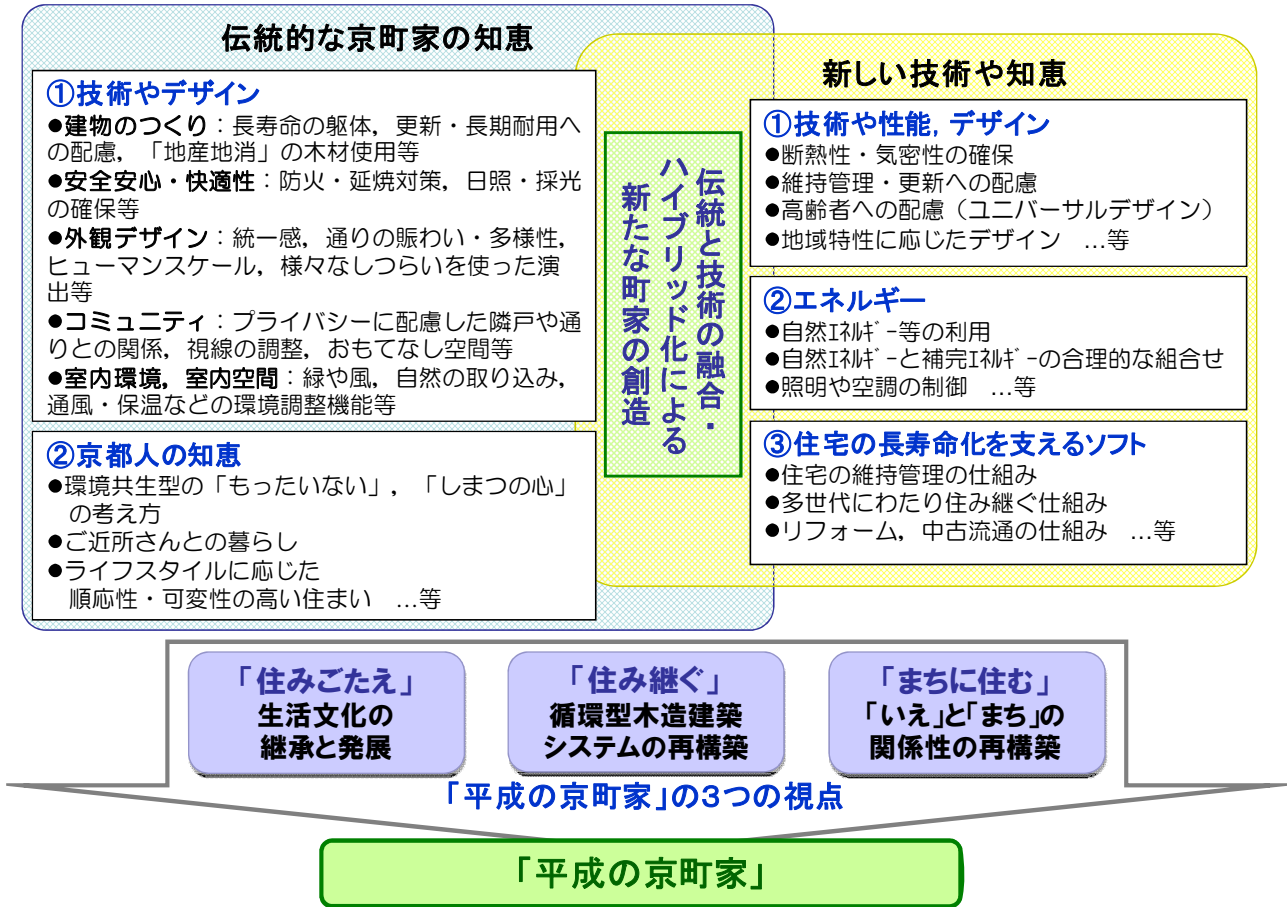 伝統的な京町家の知恵
①技術やデザイン
●建物のつくり：長寿命の躯体，更新・長期耐用へ
の配慮，「地産地消」の木材使用等
●安全安心・快適性：防火・延焼対策，日照・採光
の確保等
●外観デザイン：統一感，通りの賑わい・多様性，
ヒューマンスケール，様々なしつらいを使った演
出等
●コミュニティ：プライバシーに配慮した隣戸や通
りとの関係，視線の調整，おもてなし空間等
●室内環境，室内空間：緑や風，自然の取り込み，
通風・保温などの環境調整機能等
②京都人の知恵
●環境共生型の「もったいない」，「しまつの心」
の考え方
●ご近所さんとの暮らし
●ライフスタイルに応じた
順応性・可変性の高い住まい　…等
伝統と技術の融合・
ハイブリッド化による
新たな町家の創造
新しい技術や知恵
①技術や性能，デザイン
●断熱性・気密性の確保
●維持管理・更新への配慮
●高齢者への配慮（ユニバーサルデザイン）
●地域特性に応じたデザイン　…等
②エネルギー
●自然ｴﾈﾙｷﾞｰ等の利用
●自然ｴﾈﾙｷﾞｰと補完ｴﾈﾙｷﾞｰの合理的な組合せ
●照明や空調の制御　…等
③住宅の長寿命化を支えるソフト
●住宅の維持管理の仕組み
●多世代にわたり住み継ぐ仕組み
●リフォーム，中古流通の仕組み　…等
「住みごたえ」
生活文化の
継承と発展
「住み継ぐ」
循環型木造建築
システムの再構築
「まちに住む」
「いえ」と「まち」の
関係性の再構築
「平成の京町家」の３つの視点
「平成の京町家」